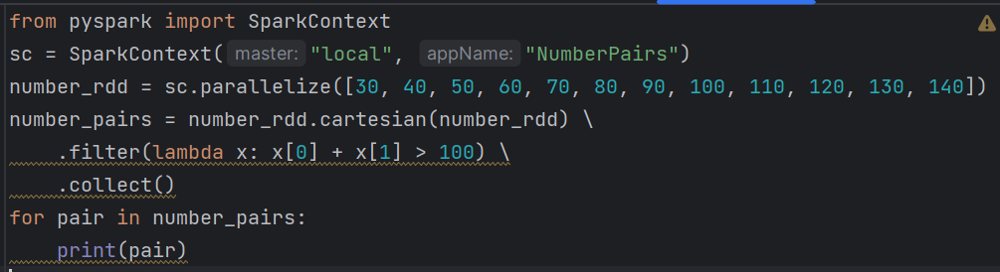 from pyspark import SparkContext
sc = SparkContext( master: "local", appName: "NumberPairs")
number_rdd = sc.parallelize([30, 40, 50, 60, 70, 80, 90, 100, 110, 120, 130, 140])
number_pairs = number_rdd.cartesian(number_rdd) \
    .filter(lambda x: x[0] + x[1] > 100) \
    .collect()
for pair in number_pairs:
    print(pair)